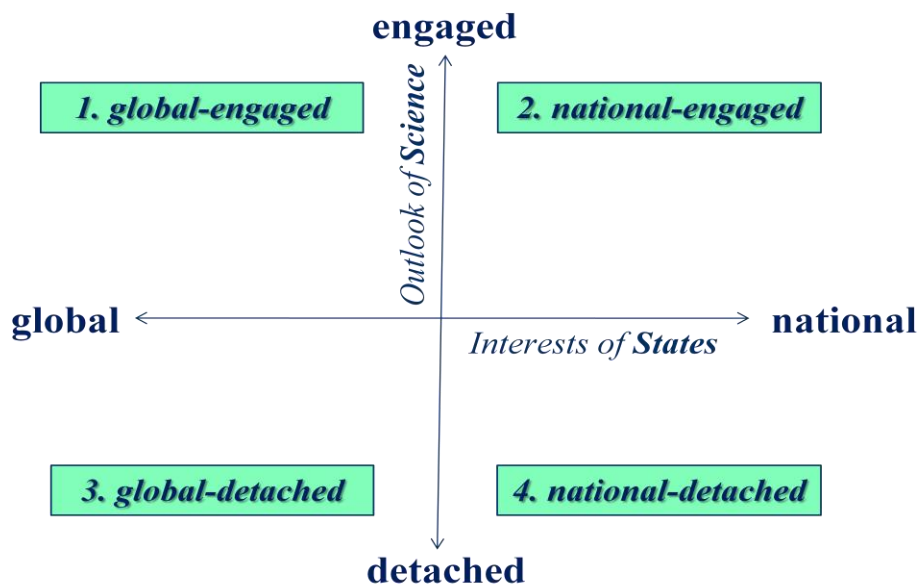 engaged
1. global-engaged
2. national-engaged
Outlook of Science
global
national
Interests of States
3. global-detached
4. national-detached
detached